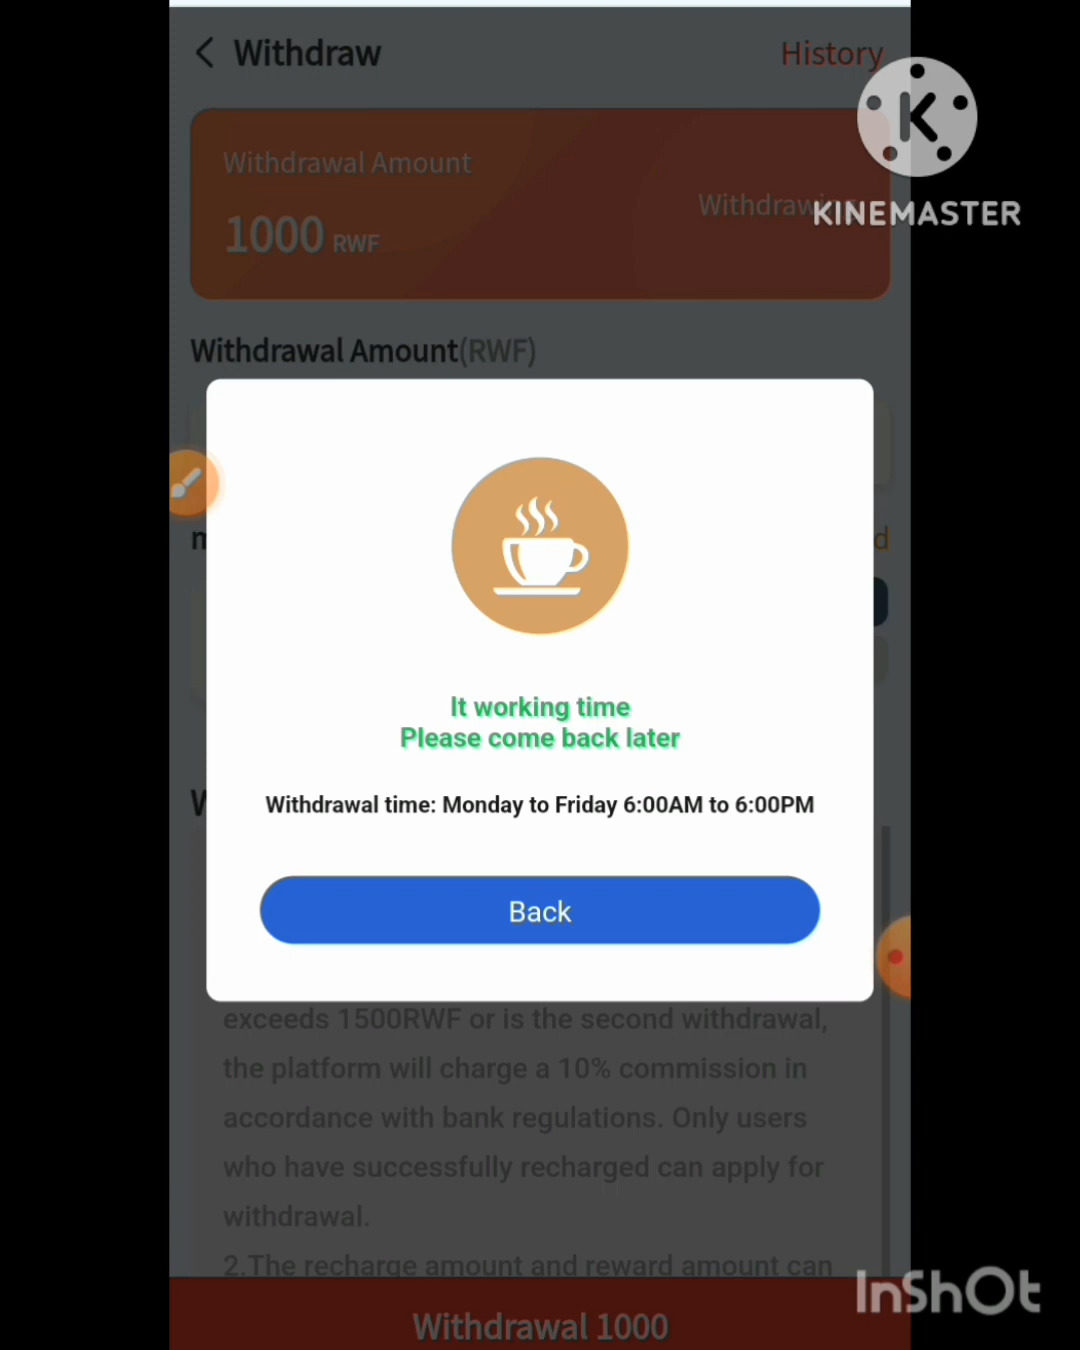 Withdraw
History
Withdrawal Amount
1000 RWF
KINEMASTER
Withdrawal Amount(RWF)
It working time
Please come back later
Withdrawal time: Monday to Friday 6:00AM to 6:00PM
Back
exceeds 1500RWF or is the second withdrawal,
the platform will charge a 10% commission in
accordance with bank regulations. Only users
who have successfully recharged can apply for
withdrawal.
2.The recharge amount and reward amount can
InShOt
Withdrawal 1000